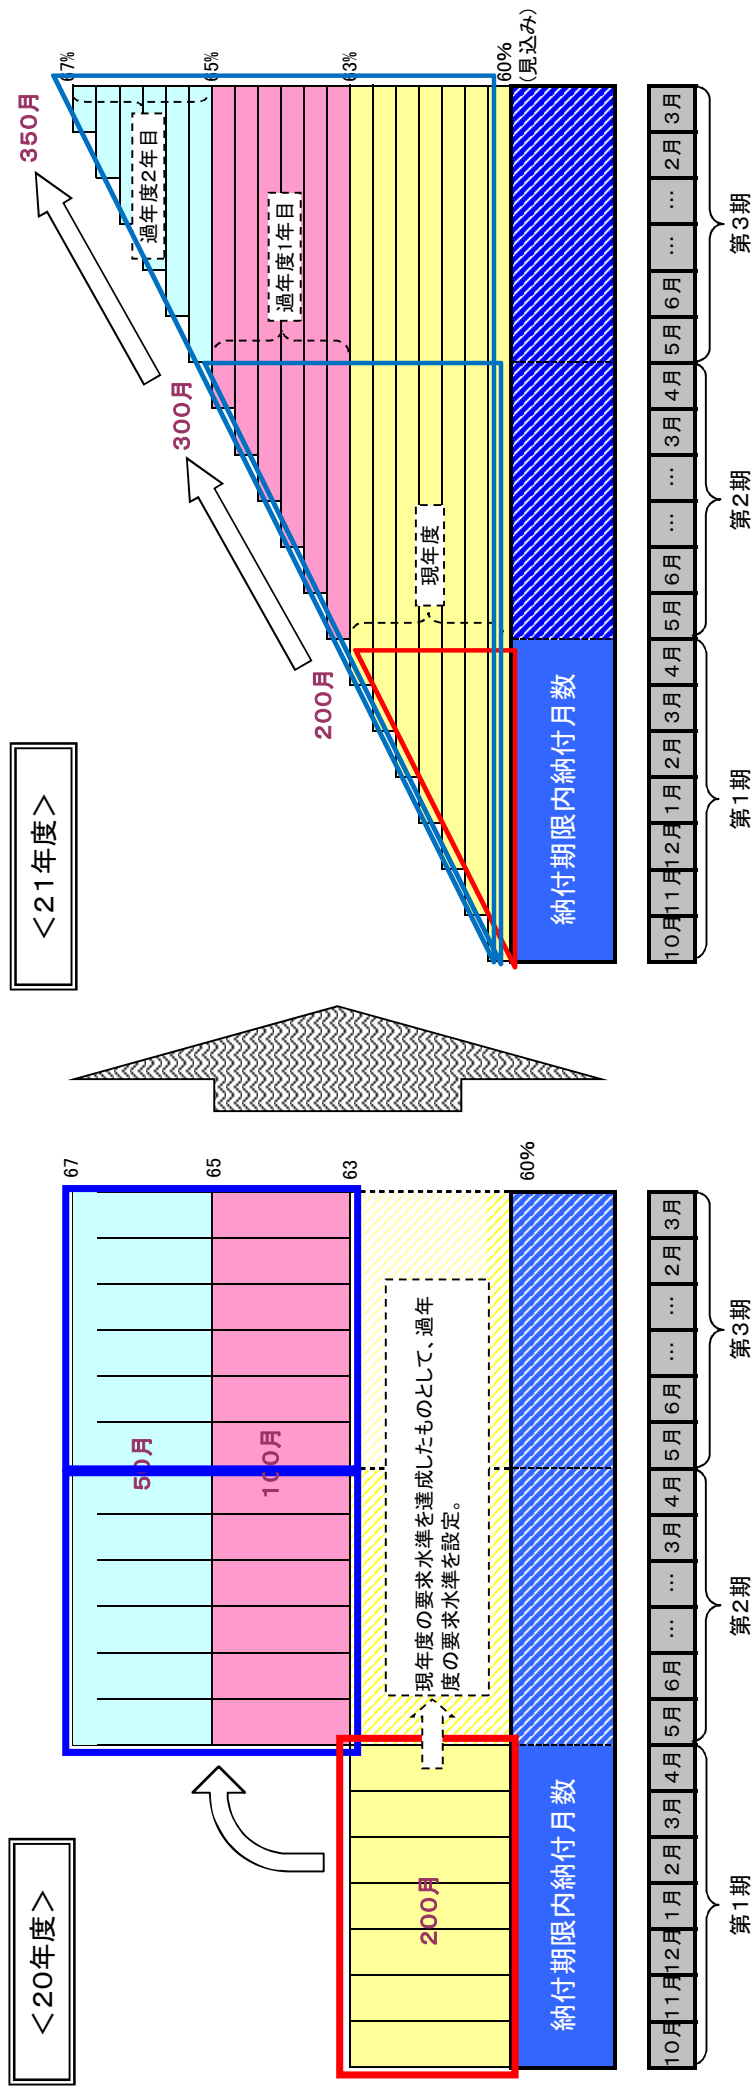 ＜20年度＞
67
65
63
60%
50月
100月
200月
現年度の要求水準を達成したものとして、過年
度の要求水準を設定。
納付期限内納付月数
10月
11月
12月
1月
2月
3月
4月
5月
6月
…
…
3月
4月
5月
6月
…
…
2月
3月
第1期
第2期
第3期
＜21年度＞
67%
65%
63%
60%
（見込み）
350月
300月
200月
過年度2年目
過年度1年目
現年度
納付期限内納付月数
10月
11月
12月
1月
2月
3月
4月
5月
6月
…
…
3月
4月
5月
6月
…
…
2月
3月
第1期
第2期
第3期